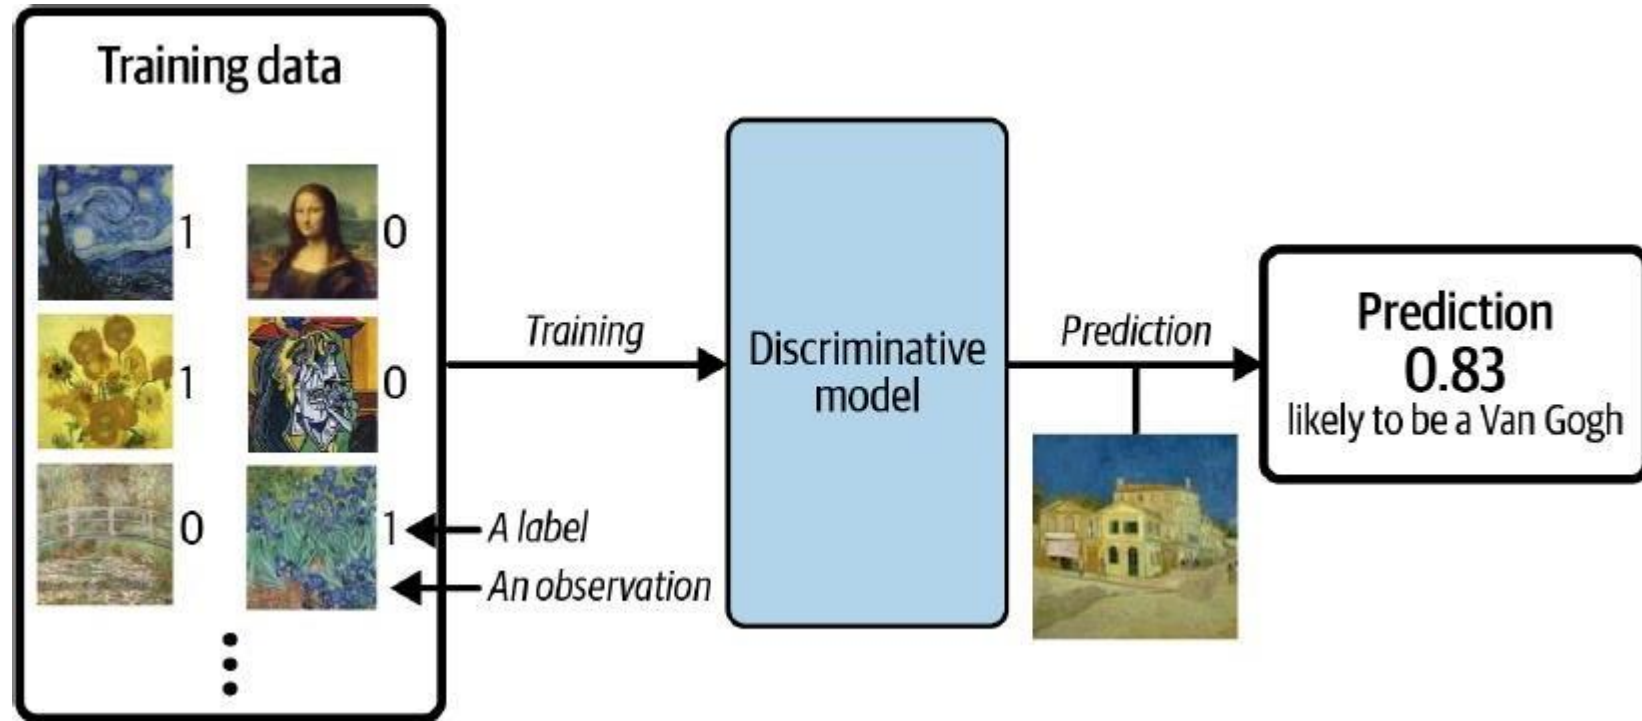 Training data
1
0
1
0
0
1
A label
An observation
Training
Discriminative
model
Prediction
Prediction
0.83
likely to be a Van Gogh